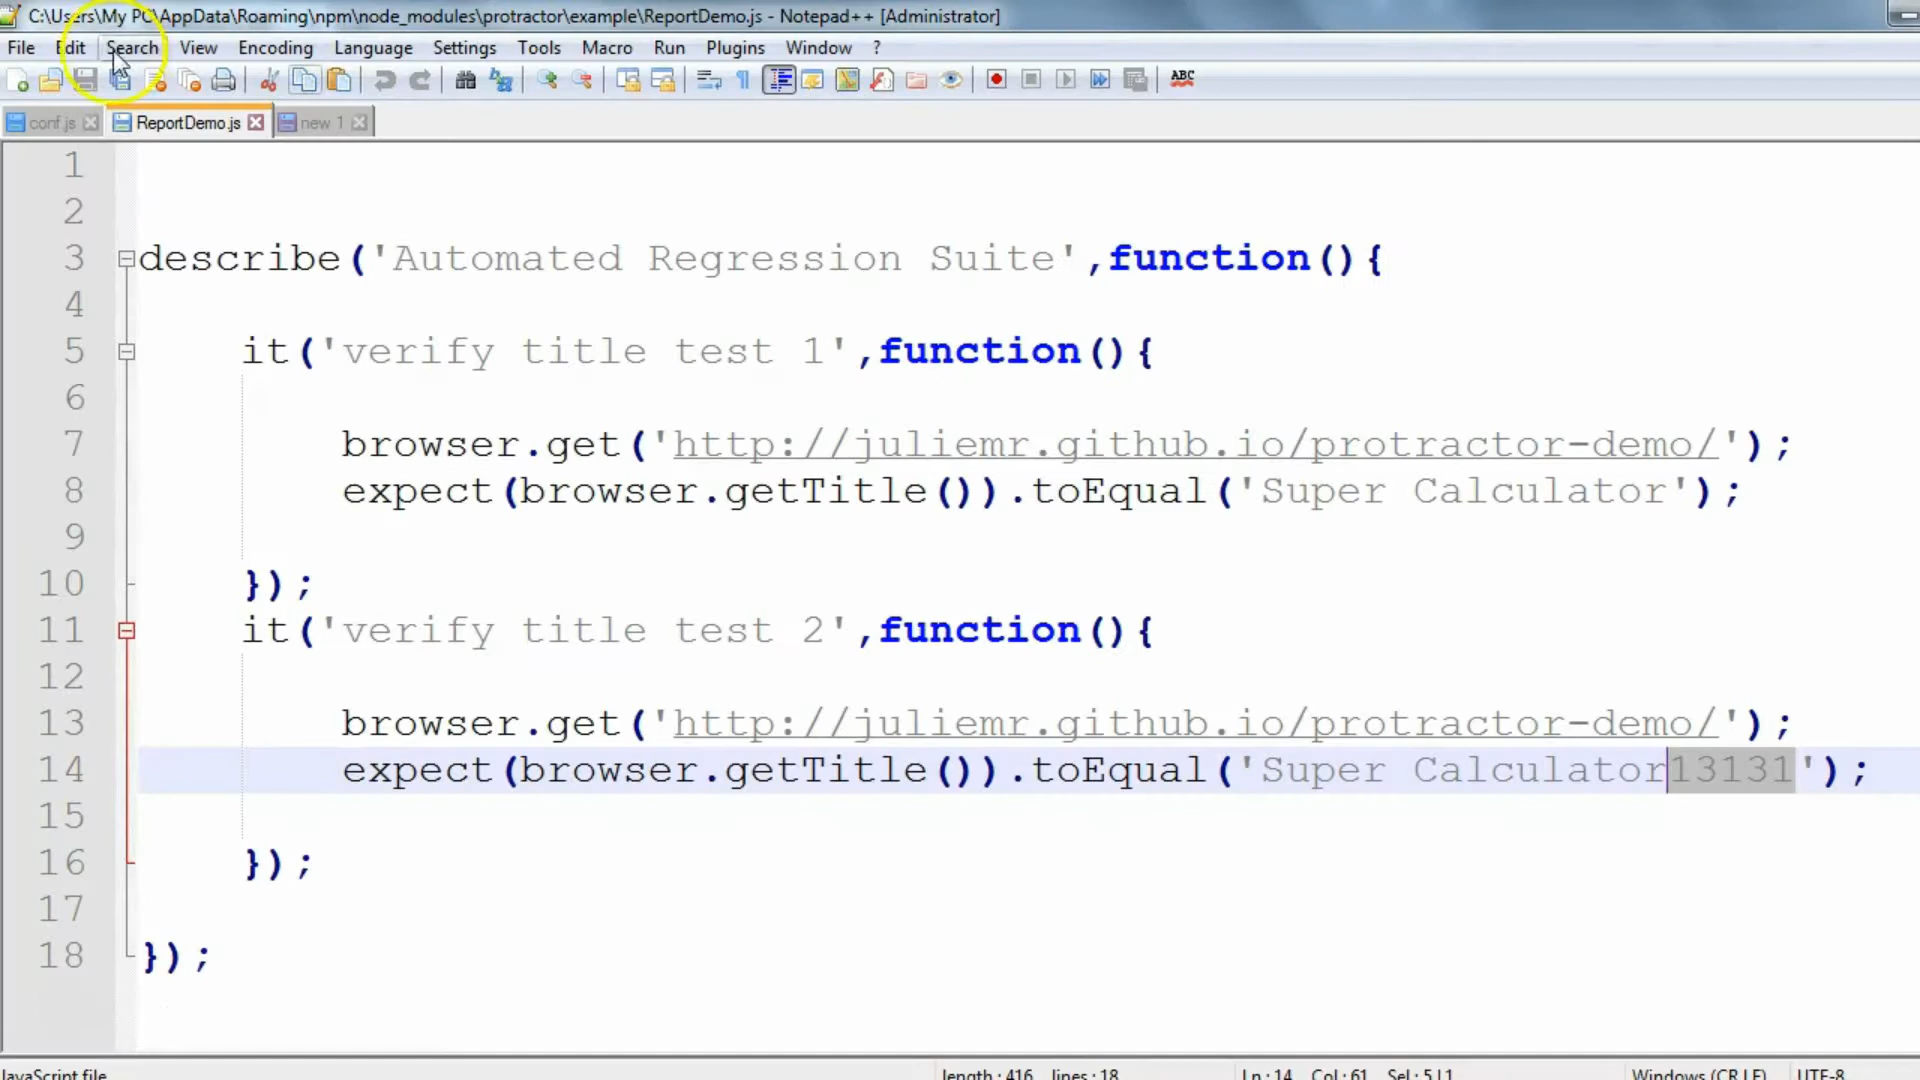 C:\Users\My PC\AppData\Roaming\npm\node_modules\protractor\example\ReportDemo.js - Notepad++ [Administrator]
File Edit Search View Encoding Language Settings Tools Macro Run Plugins Window ?
ABC
conf.js ReportDemo.js new 1
1
2
3 describe('Automated Regression Suite',function(){
4
5 it('verify title test 1',function(){
6
7 browser.get('http://juliemr.github.io/protractor-demo/');
8 expect(browser.getTitle()).toEqual('Super Calculator');
9
10 });
11 it('verify title test 2',function(){
12
13 browser.get('http://juliemr.github.io/protractor-demo/');
14 expect(browser.getTitle()).toEqual('Super Calculator13131');
15
16 });
17
18 });
JavaScript file length : 416 lines : 18 Ln : 14 Col : 61 Sel : 5 | 1 Windows (CR LF) UTF-8